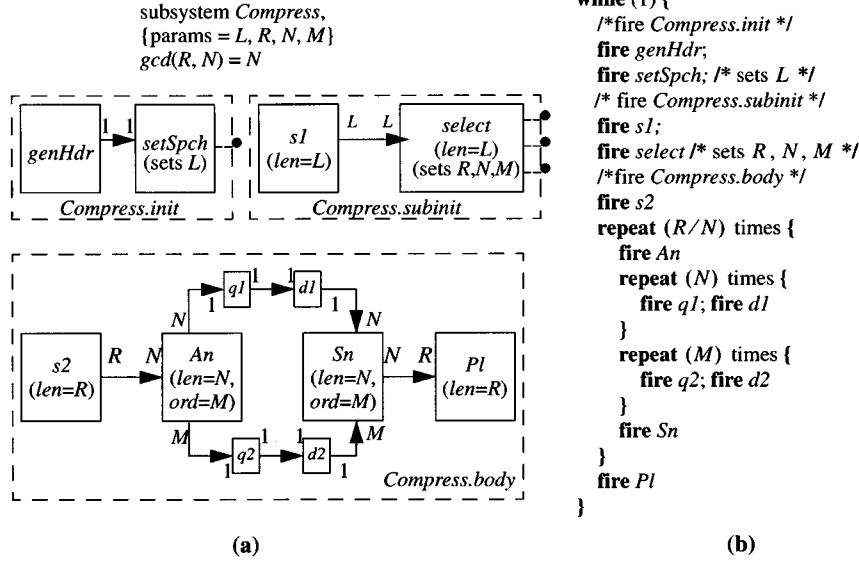 subsystem Compress,
{params = L, R, N, M}
gcd(R, N) = N
genHdr
1 1
setSpch
(sets L)
Compress.init
s1
(len=L)
L L
select
(len=L)
(sets R,N,M)
Compress.subinit
s2
(len=R)
R N
An
(len=N,
ord=M)
N 1 q1 1 1 d1 1 N
M 1 q2 1 1 d2 1 M
Sn
(len=N,
ord=M)
N R
Pl
(len=R)
Compress.body
(a)
while (1) {
/*fire Compress.init */
fire genHdr;
fire setSpch; /* sets L */
/* fire Compress.subinit */
fire s1;
fire select /* sets R, N, M */
/*fire Compress.body */
fire s2
repeat (R/N) times {
fire An
repeat (N) times {
fire q1; fire d1
}
repeat (M) times {
fire q2; fire d2
}
fire Sn
}
fire Pl
}
(b)